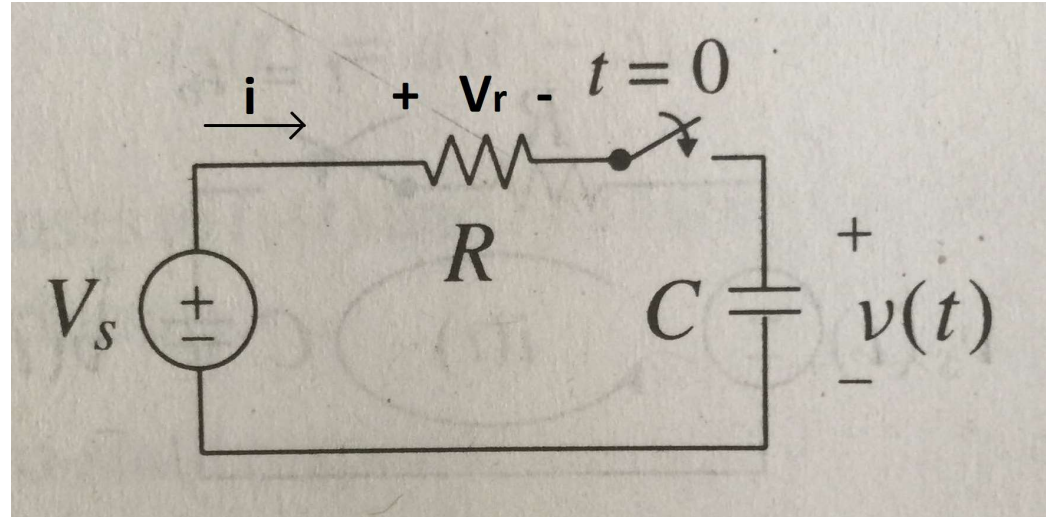 t = 0
i
+ Vr -
R
Vs
+
−
C
+
v(t)
−